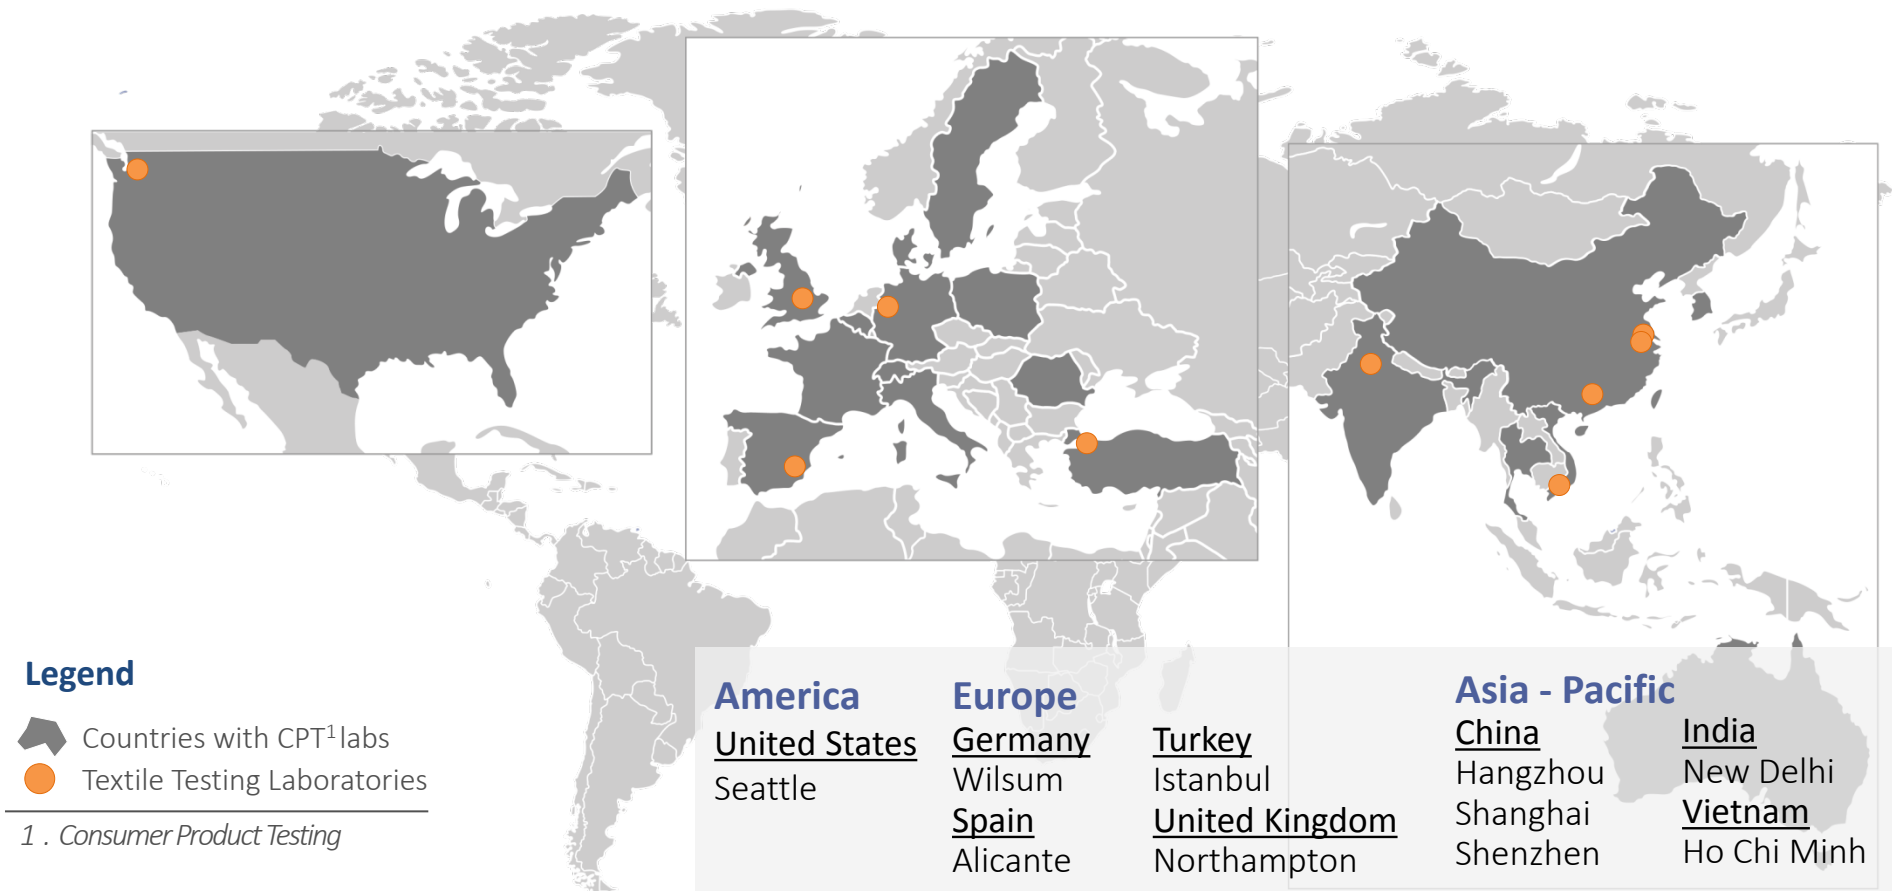 Legend
Countries with CPT1 labs
Textile Testing Laboratories
1 . Consumer Product Testing
America
United States
Seattle
Europe
Germany
Wilsum
Spain
Alicante
Turkey
Istanbul
United Kingdom
Northampton
Asia - Pacific
China
Hangzhou
Shanghai
Shenzhen
India
New Delhi
Vietnam
Ho Chi Minh